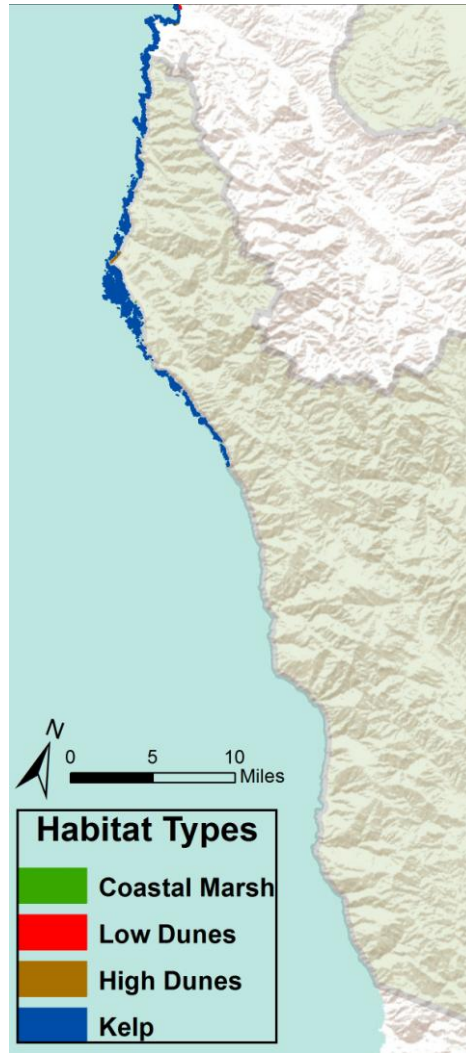 N
0 5 10
Miles
Habitat Types
Coastal Marsh
Low Dunes
High Dunes
Kelp